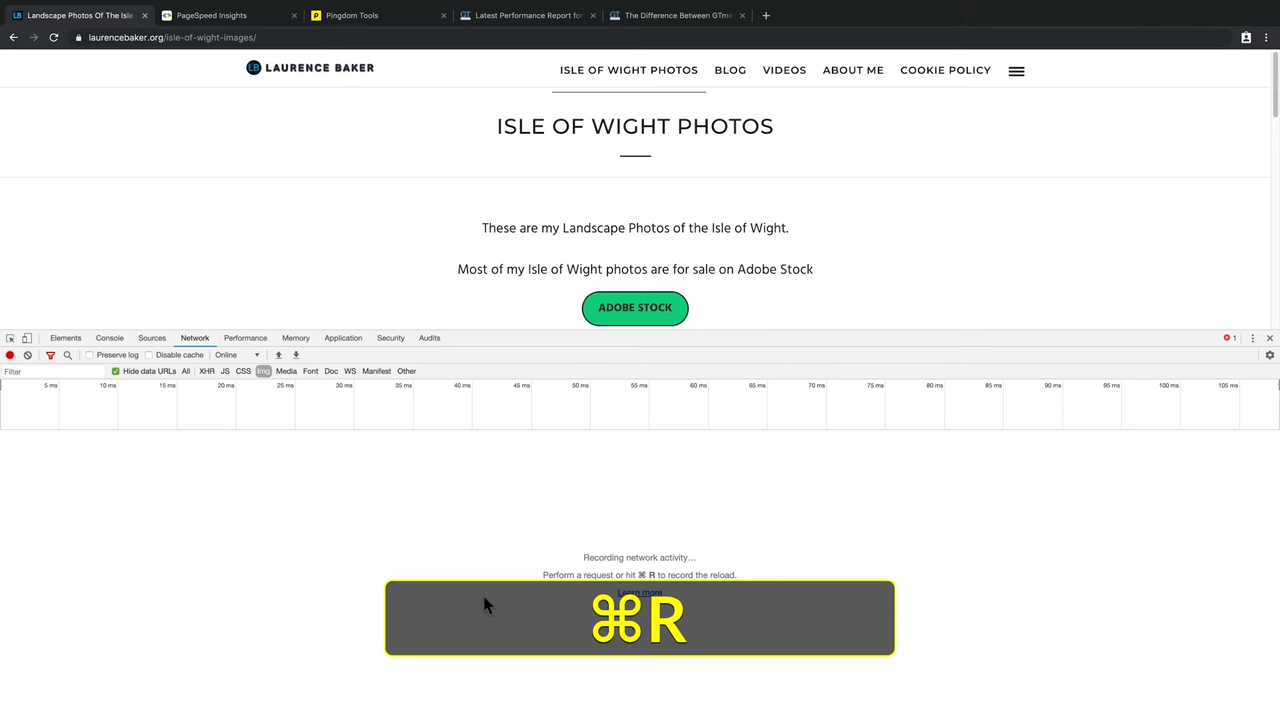 Landscape Photos Of The Isle
PageSpeed Insights
Pingdom Tools
Latest Performance Report for
The Difference Between GTme
laurencebaker.org/isle-of-wight-images/
LB LAURENCE BAKER
ISLE OF WIGHT PHOTOS BLOG VIDEOS ABOUT ME COOKIE POLICY
ISLE OF WIGHT PHOTOS
These are my Landscape Photos of the Isle of Wight.
Most of my Isle of Wight photos are for sale on Adobe Stock
ADOBE STOCK
Elements Console Sources Network Performance Memory Application Security Audits 1
Preserve log Disable cache Online
Filter Hide data URLs All XHR JS CSS Img Media Font Doc WS Manifest Other
5 ms 10 ms 15 ms 20 ms 25 ms 30 ms 35 ms 40 ms 45 ms 50 ms 55 ms 60 ms 65 ms 70 ms 75 ms 80 ms 85 ms 90 ms 95 ms 100 ms 105 ms
Recording network activity…
Perform a request or hit ⌘ R to record the reload.
Learn more
⌘R